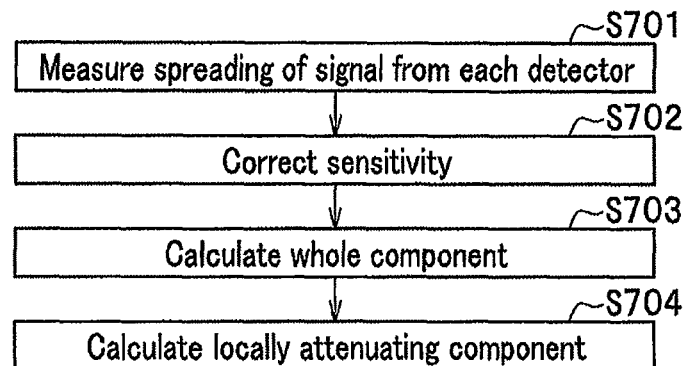 S701
Measure spreading of signal from each detector
S702
Correct sensitivity
S703
Calculate whole component
S704
Calculate locally attenuating component